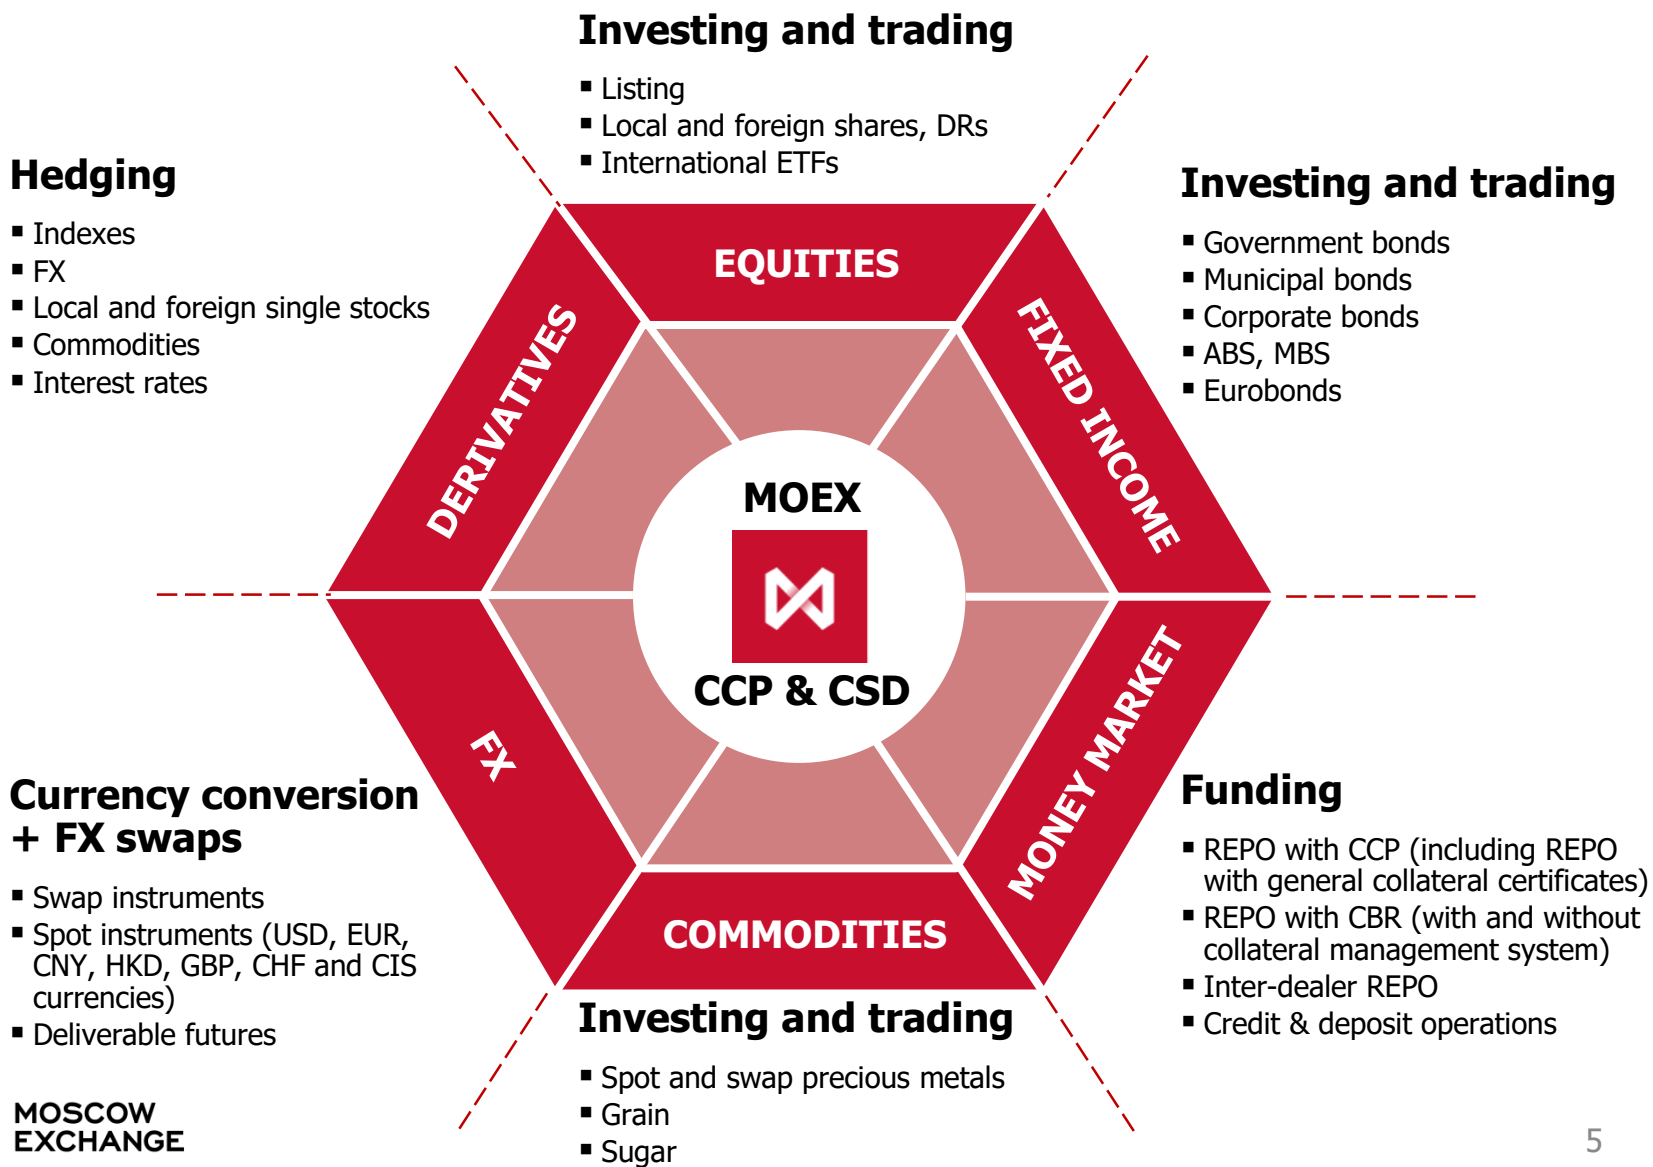 Investing and trading
▪ Listing
▪ Local and foreign shares, DRs
▪ International ETFs
Hedging
▪ Indexes
▪ FX
▪ Local and foreign single stocks
▪ Commodities
▪ Interest rates
Investing and trading
▪ Government bonds
▪ Municipal bonds
▪ Corporate bonds
▪ ABS, MBS
▪ Eurobonds
EQUITIES
DERIVATIVES
FIXED INCOME
MOEX
CCP & CSD
FX
MONEY MARKET
COMMODITIES
Currency conversion
+ FX swaps
▪ Swap instruments
▪ Spot instruments (USD, EUR,
CNY, HKD, GBP, CHF and CIS
currencies)
▪ Deliverable futures
Funding
▪ REPO with CCP (including REPO
with general collateral certificates)
▪ REPO with CBR (with and without
collateral management system)
▪ Inter-dealer REPO
▪ Credit & deposit operations
Investing and trading
▪ Spot and swap precious metals
▪ Grain
▪ Sugar
MOSCOW
EXCHANGE
5